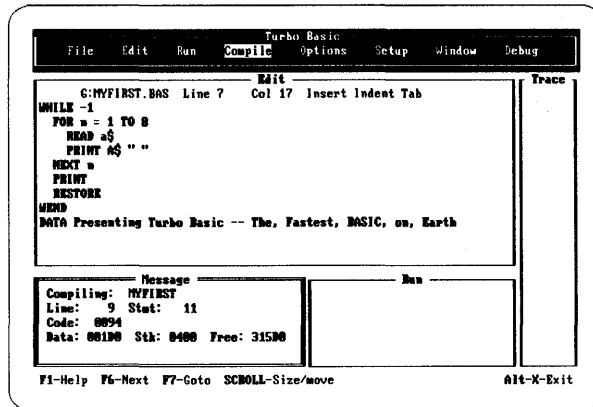 Turbo Basic
File Edit Run Compile Options Setup Window Debug
Edit
G:MYFIRST.BAS Line 7 Col 17 Insert Indent Tab
Trace
WHILE -1
FOR n = 1 TO 8
READ a$
PRINT A$ " "
NEXT n
PRINT
RESTORE
WEND
DATA Presenting Turbo Basic -- The, Fastest, BASIC, on, Earth
Message
Compiling: MYFIRST
Line: 9 Stmt: 11
Code: 0094
Data: 001D0 Stk: 0400 Free: 315D0
Run
F1-Help F6-Next F7-Goto SCROLL-Size/move Alt-X-Exit